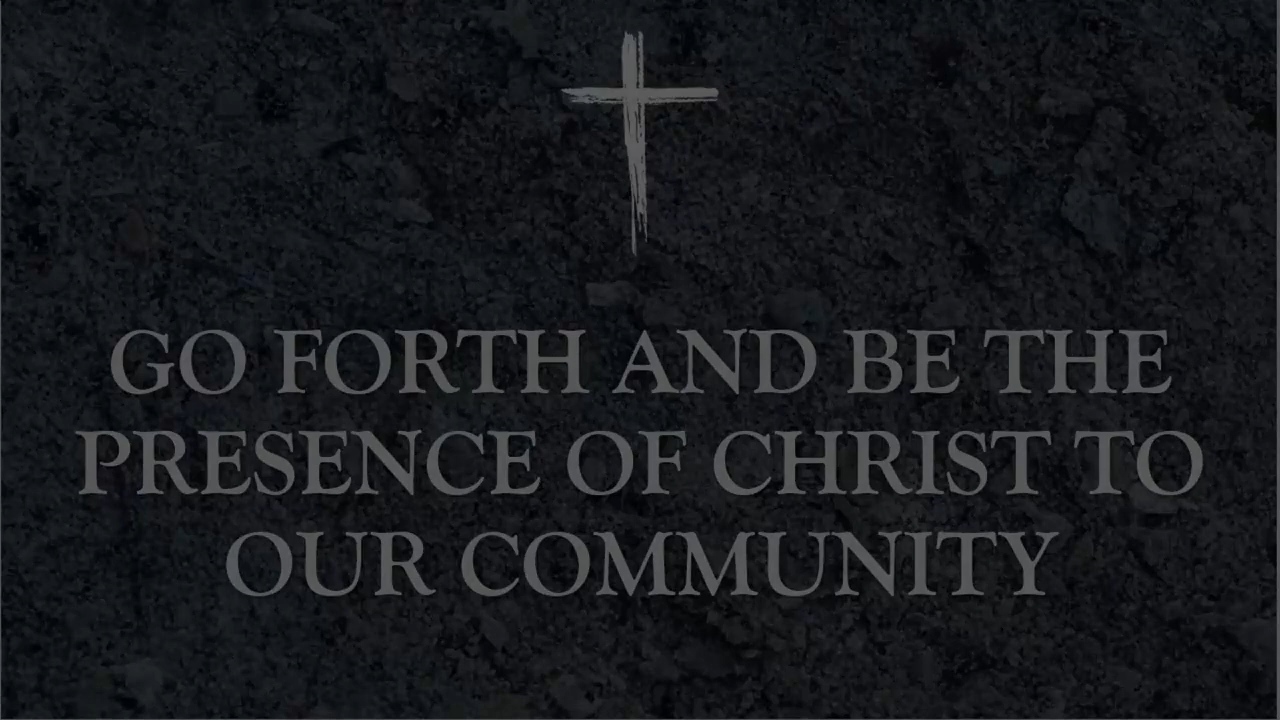 GO FORTH AND BE THE
PRESENCE OF CHRIST TO
OUR COMMUNITY